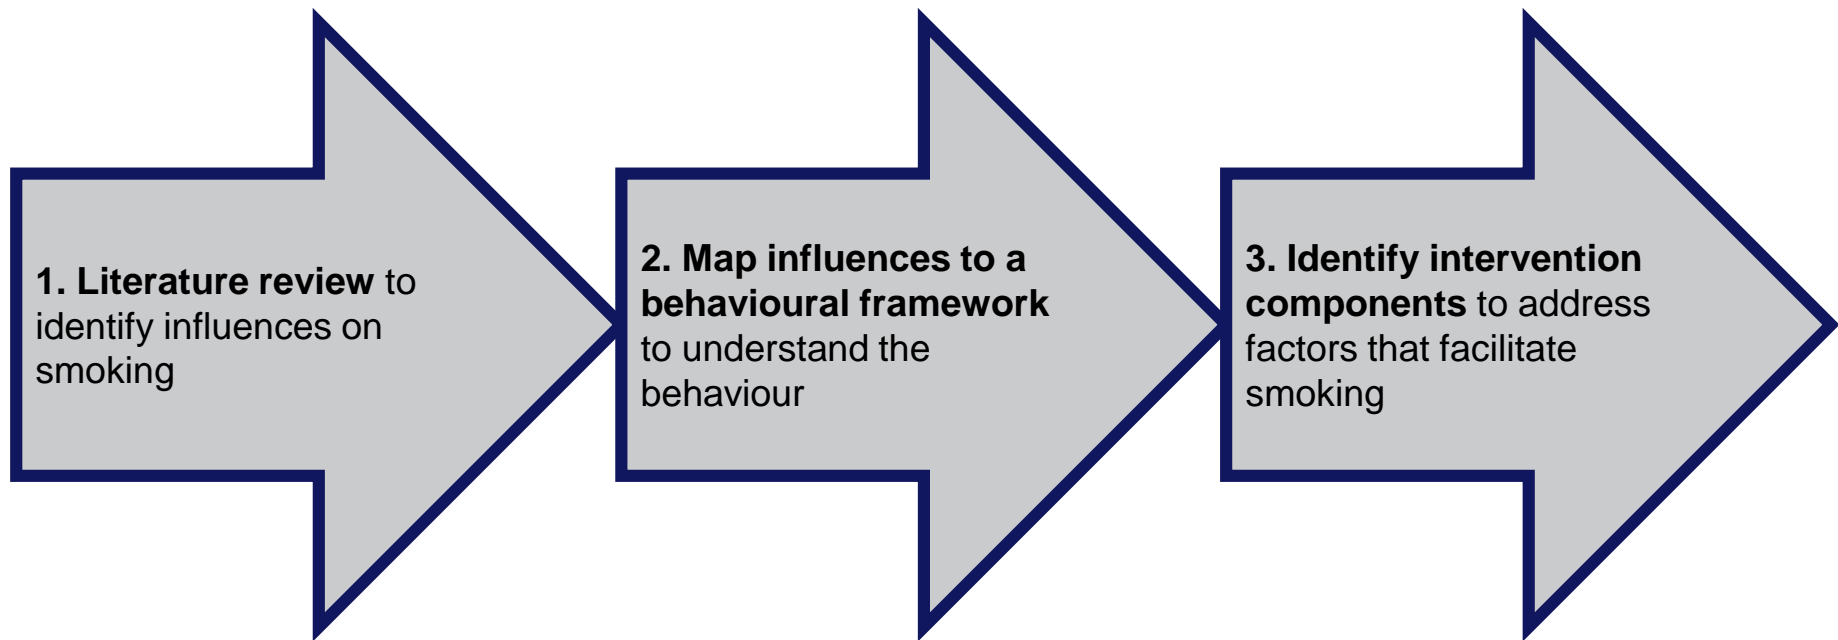 1. Literature review to
identify influences on
smoking
2. Map influences to a
behavioural framework
to understand the
behaviour
3. Identify intervention
components to address
factors that facilitate
smoking